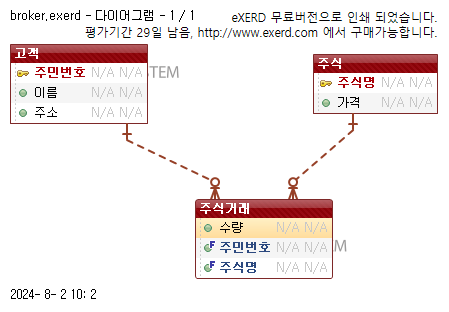 broker,exerd - 다이어그램 - 1 / 1
eXERD 무료버전으로 인쇄 되었습니다.
평가기간 29일 남음, http://www.exerd.com 에서 구매가능합니다.
고객
주민번호 N/A N/A STEM
이름 N/A N/A
주소 N/A N/A
주식
주식명 N/A N/A
가격 N/A N/A
주식거래
수량 N/A N/A
F 주민번호 N/A N/A M
F 주식명 N/A N/A
2024- 8- 2 10: 2